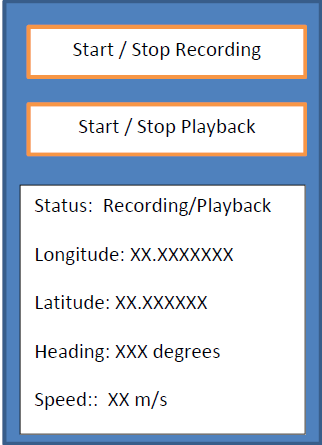 Start / Stop Recording
Start / Stop Playback
Status:  Recording/Playback
Longitude: XX.XXXXXXX
Latitude: XX.XXXXXX
Heading: XXX degrees
Speed::  XX m/s